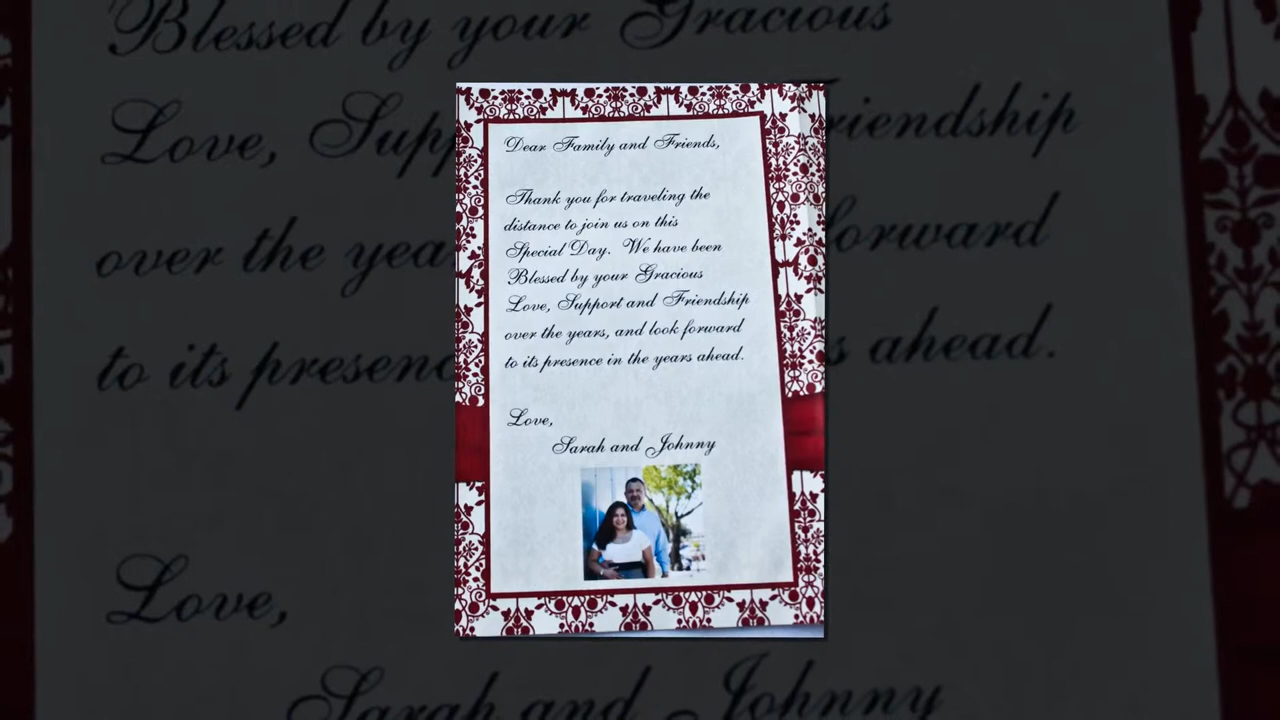 Dear Family and Friends,
Thank you for traveling the
distance to join us on this
Special Day. We have been
Blessed by your Gracious
Love, Support and Friendship
over the years, and look forward
to its presence in the years ahead.
Love,
Sarah and Johnny